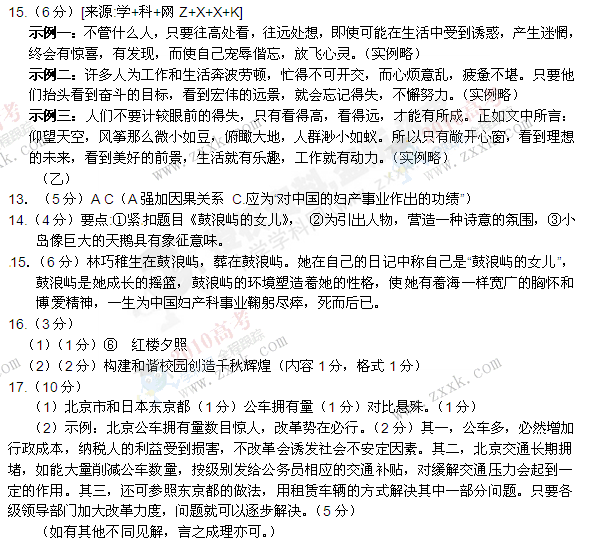 15.（6分）[来源:学+科+网 Z+X+X+K]
示例一：不管什么人，只要往高处看，往远处想，即使可能在生活中受到诱惑，产生迷惘，
终会有惊喜，有发现，而使自己宠辱偕忘，放飞心灵。（实例略）
示例二：许多人为工作和生活奔波劳顿，忙得不可开交，而心烦意乱，疲惫不堪。只要他
们抬头看到奋斗的目标，看到宏伟的远景，就会忘记得失，不懈努力。（实例略）
示例三：人们不要计较眼前的得失，只有看得高，看得远，才能有所成。正如文中所言：
仰望天空，风筝那么微小如豆，俯瞰大地，人群渺小如蚁。所以只有敞开心窗，看到理想
的未来，看到美好的前景，生活就有乐趣，工作就有动力。（实例略）
（乙）
13．（5分）A C（A 强加因果关系 C.应为“对中国的妇产事业作出的功绩”）
14.（4分）要点：①紧扣题目《鼓浪屿的女儿》，②为引出人物，营造一种诗意的氛围，③小
岛像巨大的天鹅具有象征意味。
15.（6分）林巧稚生在鼓浪屿，葬在鼓浪屿。她在自己的日记中称自己是“鼓浪屿的女儿”，
鼓浪屿是她成长的摇篮，鼓浪屿的环境塑造着她的性格，使她有着海一样宽广的胸怀和
博爱精神，一生为中国妇产科事业鞠躬尽瘁，死而后已。
16.（3分）
（1）（1分）⑥ 红楼夕照
（2）（2分）构建和谐校园创造千秋辉煌（内容1分，格式1分）
17.（10分）
（1）北京市和日本东京都（1分）公车拥有量（1分）对比悬殊。（1分）
（2）示例：北京公车拥有量数目惊人，改革势在必行。（2分）其一，公车多，必然增加
行政成本，纳税人的利益受到损害，不改革会诱发社会不安定因素。其二，北京交通长期拥
堵，如能大量削减公车数量，按级别发给公务员相应的交通补贴，对缓解交通压力会起到一
定的作用。其三，还可参照东京都的做法，用租赁车辆的方式解决其中一部分问题。只要各
级领导部门加大改革力度，问题就可以逐步解决。（5分）
（如有其他不同见解，言之成理亦可。）